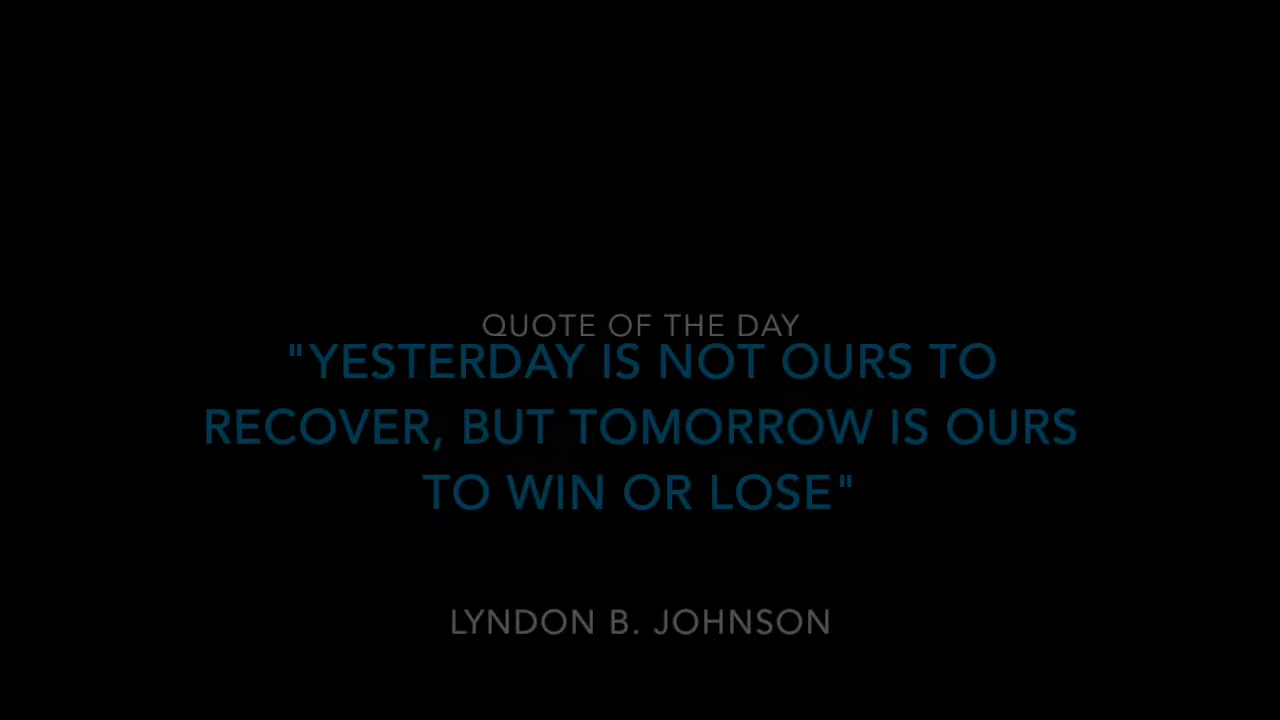 QUOTE OF THE DAY
"YESTERDAY IS NOT OURS TO
RECOVER, BUT TOMORROW IS OURS
TO WIN OR LOSE"
LYNDON B. JOHNSON